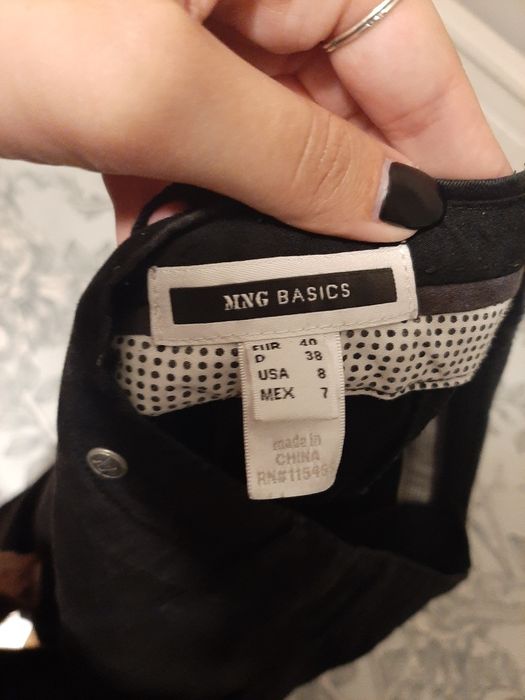 MNG BASICS
EUR 40
D 38
USA 8
MEX 7
made in
CHINA